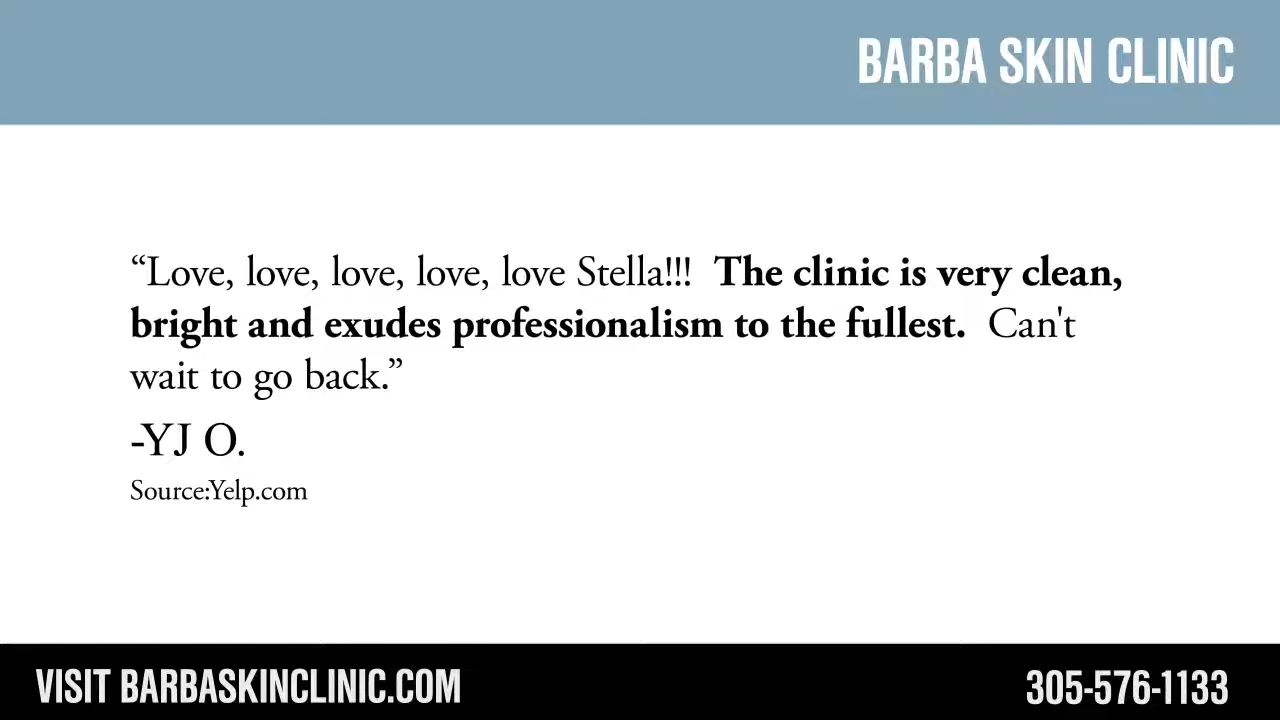 BARBA SKIN CLINIC
“Love, love, love, love, love Stella!!!  The clinic is very clean,
bright and exudes professionalism to the fullest.  Can't
wait to go back.”
-YJ O.
Source:Yelp.com
VISIT BARBASKINCLINIC.COM
305-576-1133